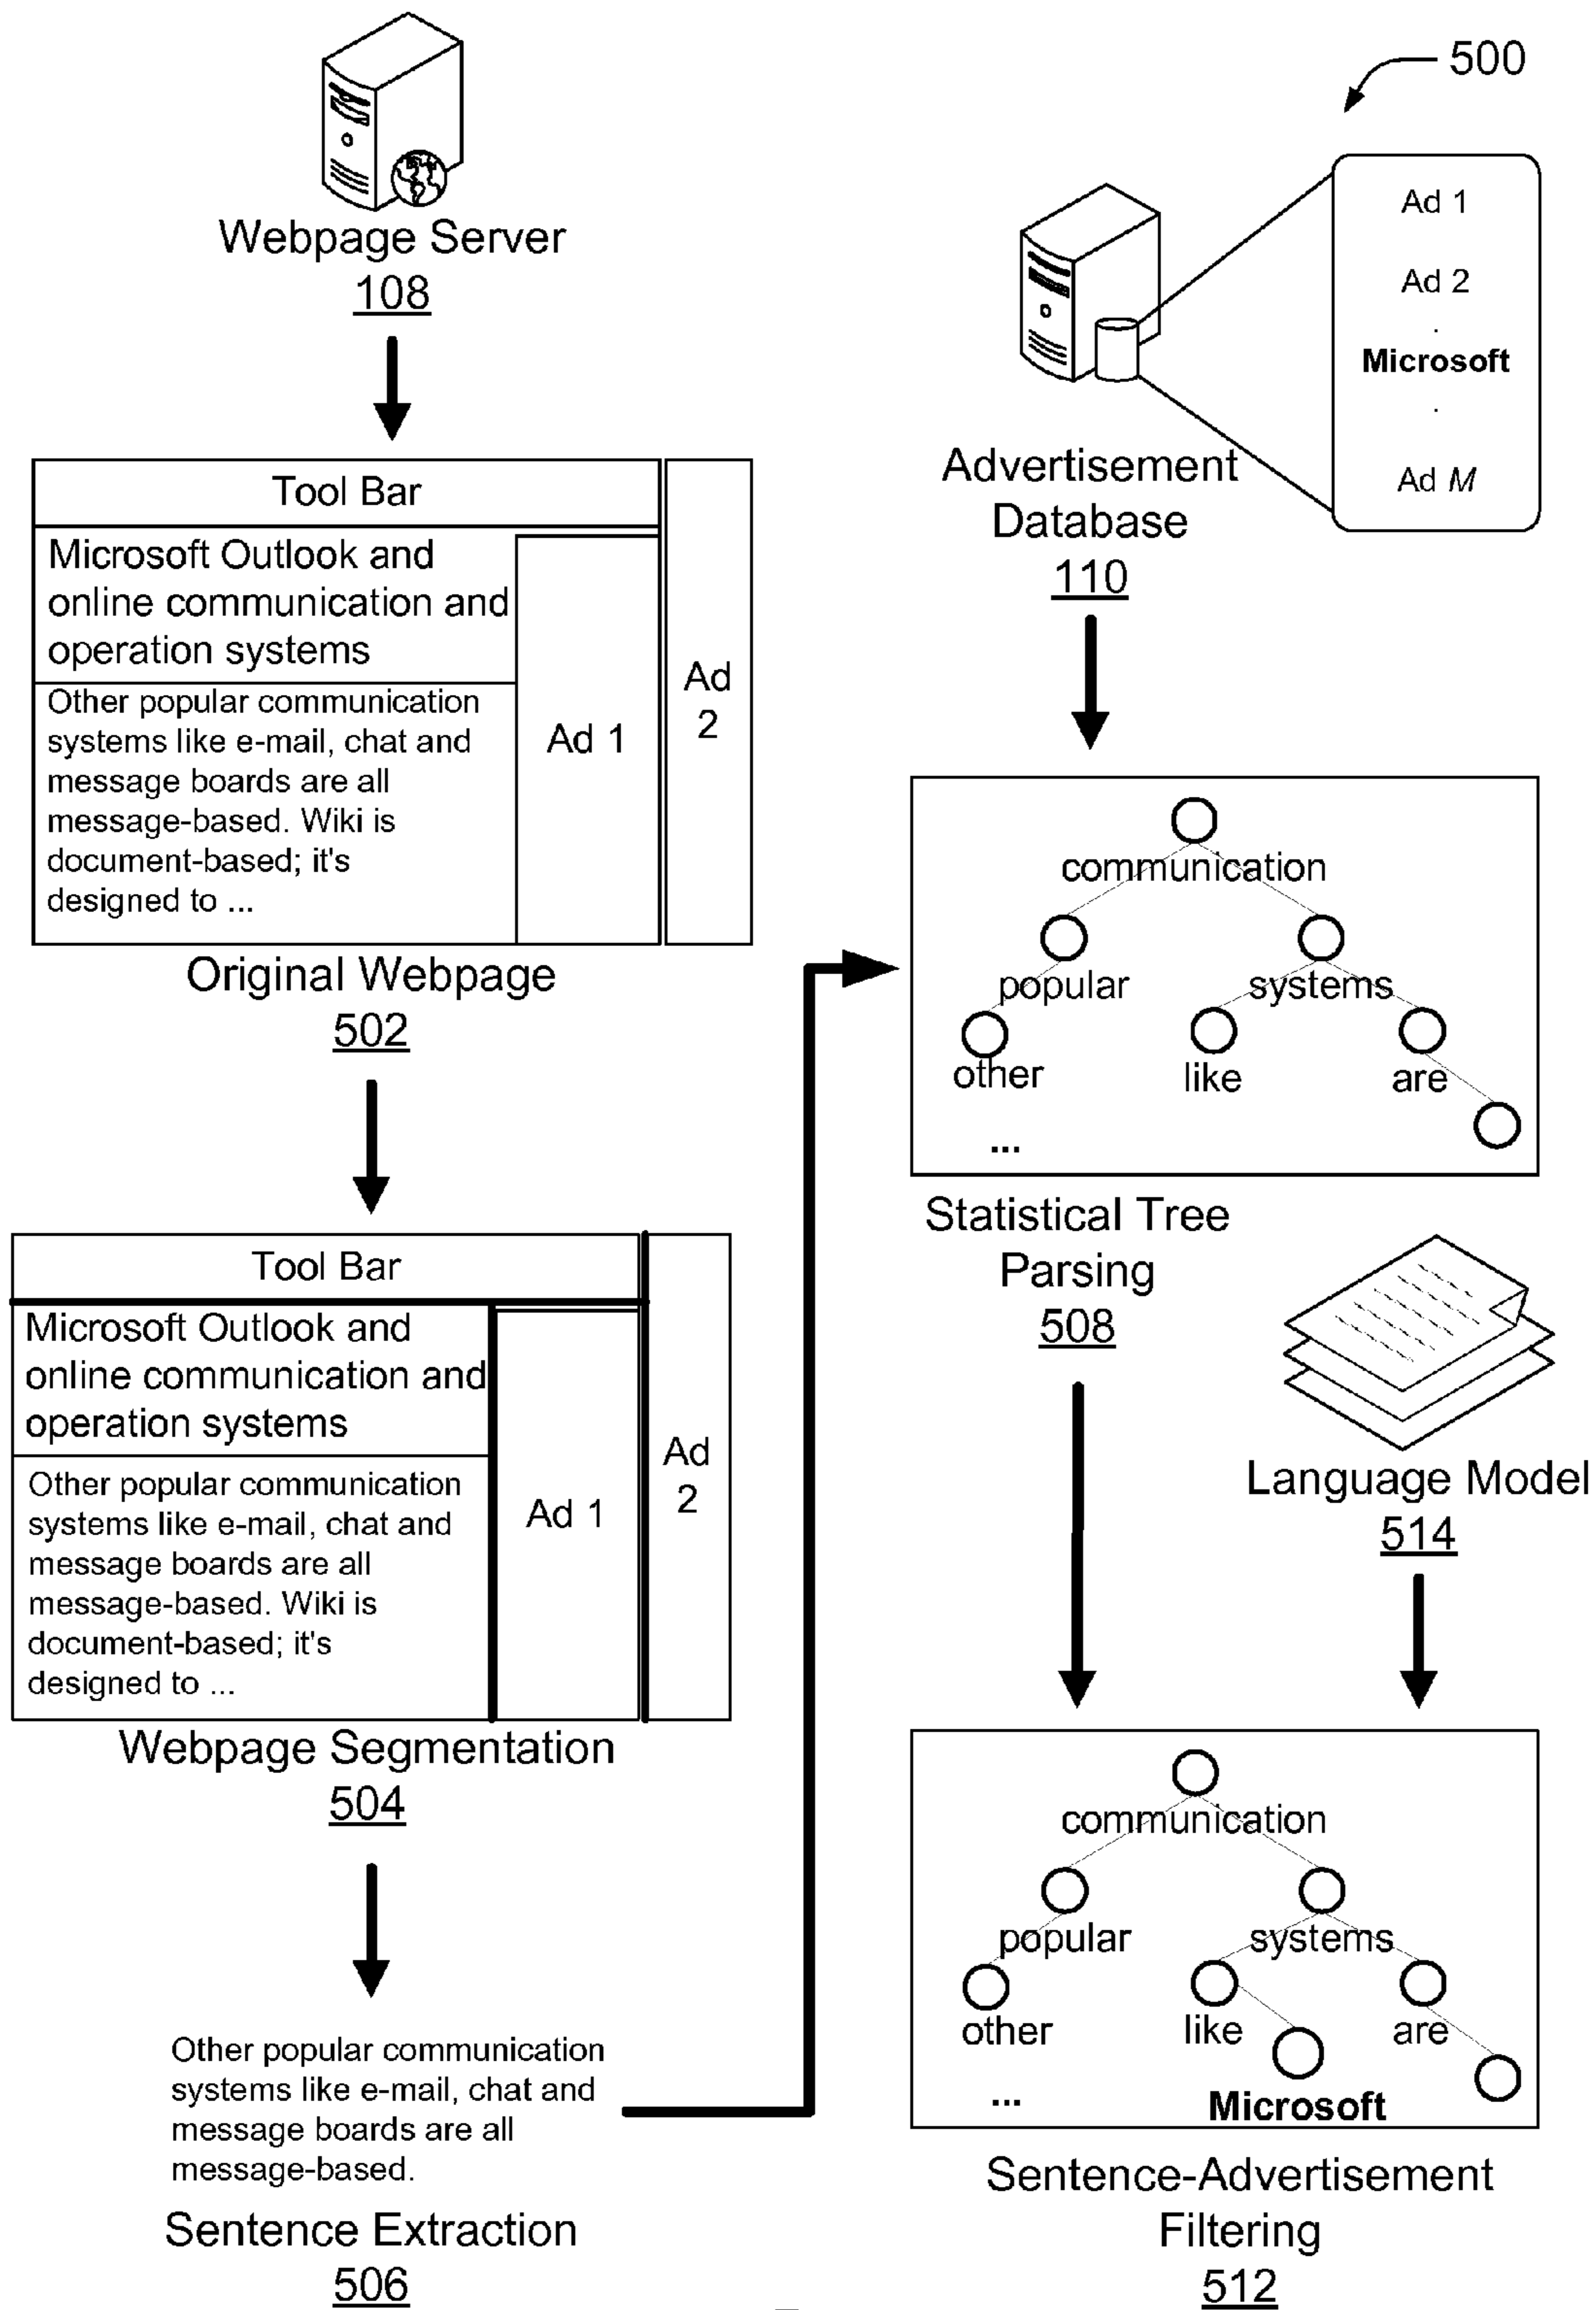 Webpage Server
108
Tool Bar
Microsoft Outlook and
online communication and
operation systems
Other popular communication
systems like e-mail, chat and
message boards are all
message-based. Wiki is
document-based; it's
designed to ...
Ad 1
Ad
2
Original Webpage
502
Tool Bar
Microsoft Outlook and
online communication and
operation systems
Other popular communication
systems like e-mail, chat and
message boards are all
message-based. Wiki is
document-based; it's
designed to ...
Ad 1
Ad
2
Webpage Segmentation
504
Other popular communication
systems like e-mail, chat and
message boards are all
message-based.
Sentence Extraction
506
500
Ad 1
Ad 2
.
Microsoft
.
Ad M
Advertisement
Database
110
communication
popular systems
other like are
...
Statistical Tree
Parsing
508
Language Model
514
communication
popular systems
other like are
... Microsoft
Sentence-Advertisement
Filtering
512